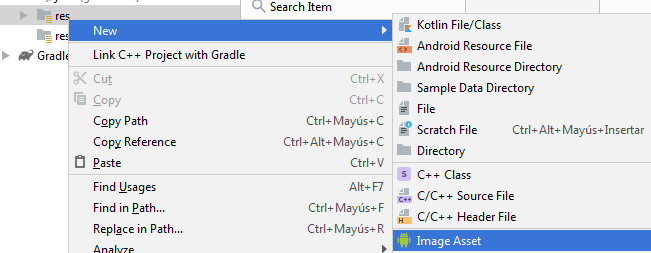 res
Search Item
res
New
Gradle
Link C++ Project with Gradle
Cut Ctrl+X
Copy Ctrl+C
Copy Path Ctrl+Mayús+C
Copy Reference Ctrl+Alt+Mayús+C
Paste Ctrl+V
Find Usages Alt+F7
Find in Path... Ctrl+Mayús+F
Replace in Path... Ctrl+Mayús+R
Analyze
Kotlin File/Class
Android Resource File
Android Resource Directory
Sample Data Directory
File
Scratch File Ctrl+Alt+Mayús+Insertar
Directory
S C++ Class
C++ C/C++ Source File
H C/C++ Header File
Image Asset